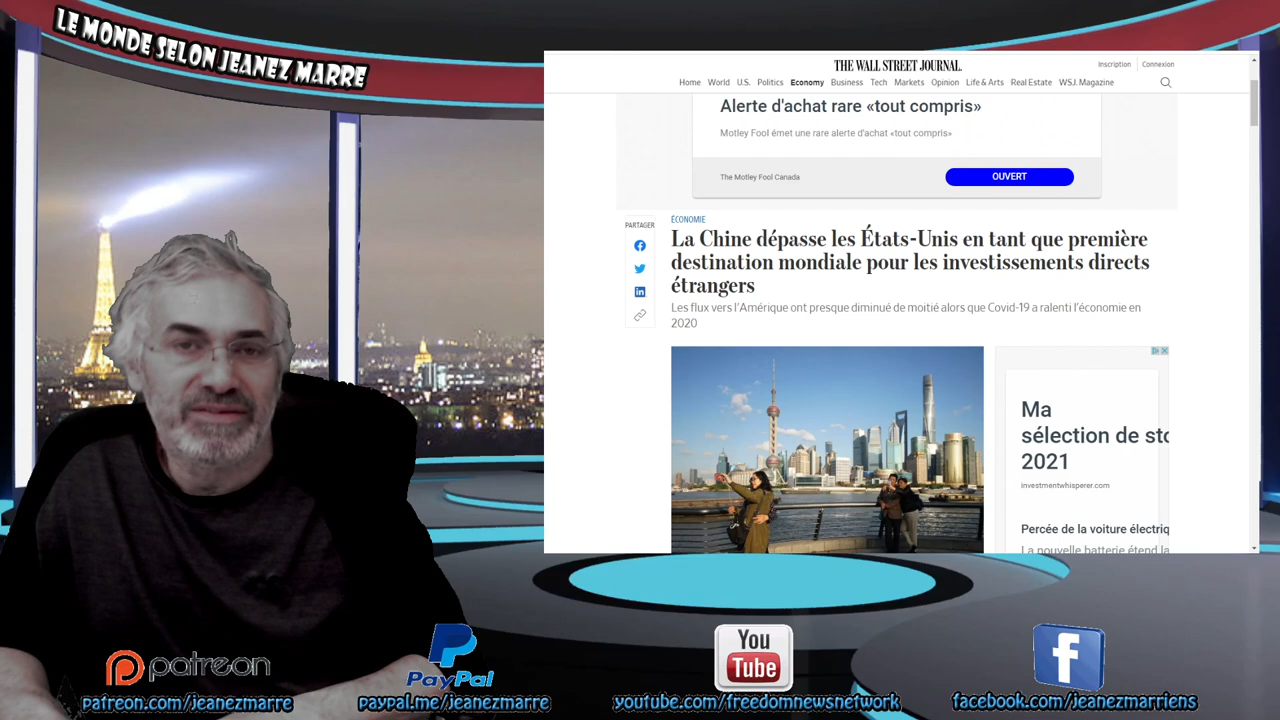 LE MONDE SELON JEANEZ MARRE
THE WALL STREET JOURNAL.
Inscription
Connexion
Home World U.S. Politics Economy Business Tech Markets Opinion Life & Arts Real Estate WSJ. Magazine
Alerte d'achat rare «tout compris»
Motley Fool émet une rare alerte d'achat «tout compris»
The Motley Fool Canada
OUVERT
PARTAGER
ÉCONOMIE
La Chine dépasse les États-Unis en tant que première
destination mondiale pour les investissements directs
étrangers
Les flux vers l'Amérique ont presque diminué de moitié alors que Covid-19 a ralenti l'économie en
2020
Ma
sélection de sto
2021
investmentwhisperer.com
Percée de la voiture électriq
La nouvelle batterie étend la
patreon
patreon.com/jeanezmarre
PayPal
paypal.me/jeanezmarre
You
Tube
youtube.com/freedomnewsnetwork
f
facebook.com/jeanezmarriens